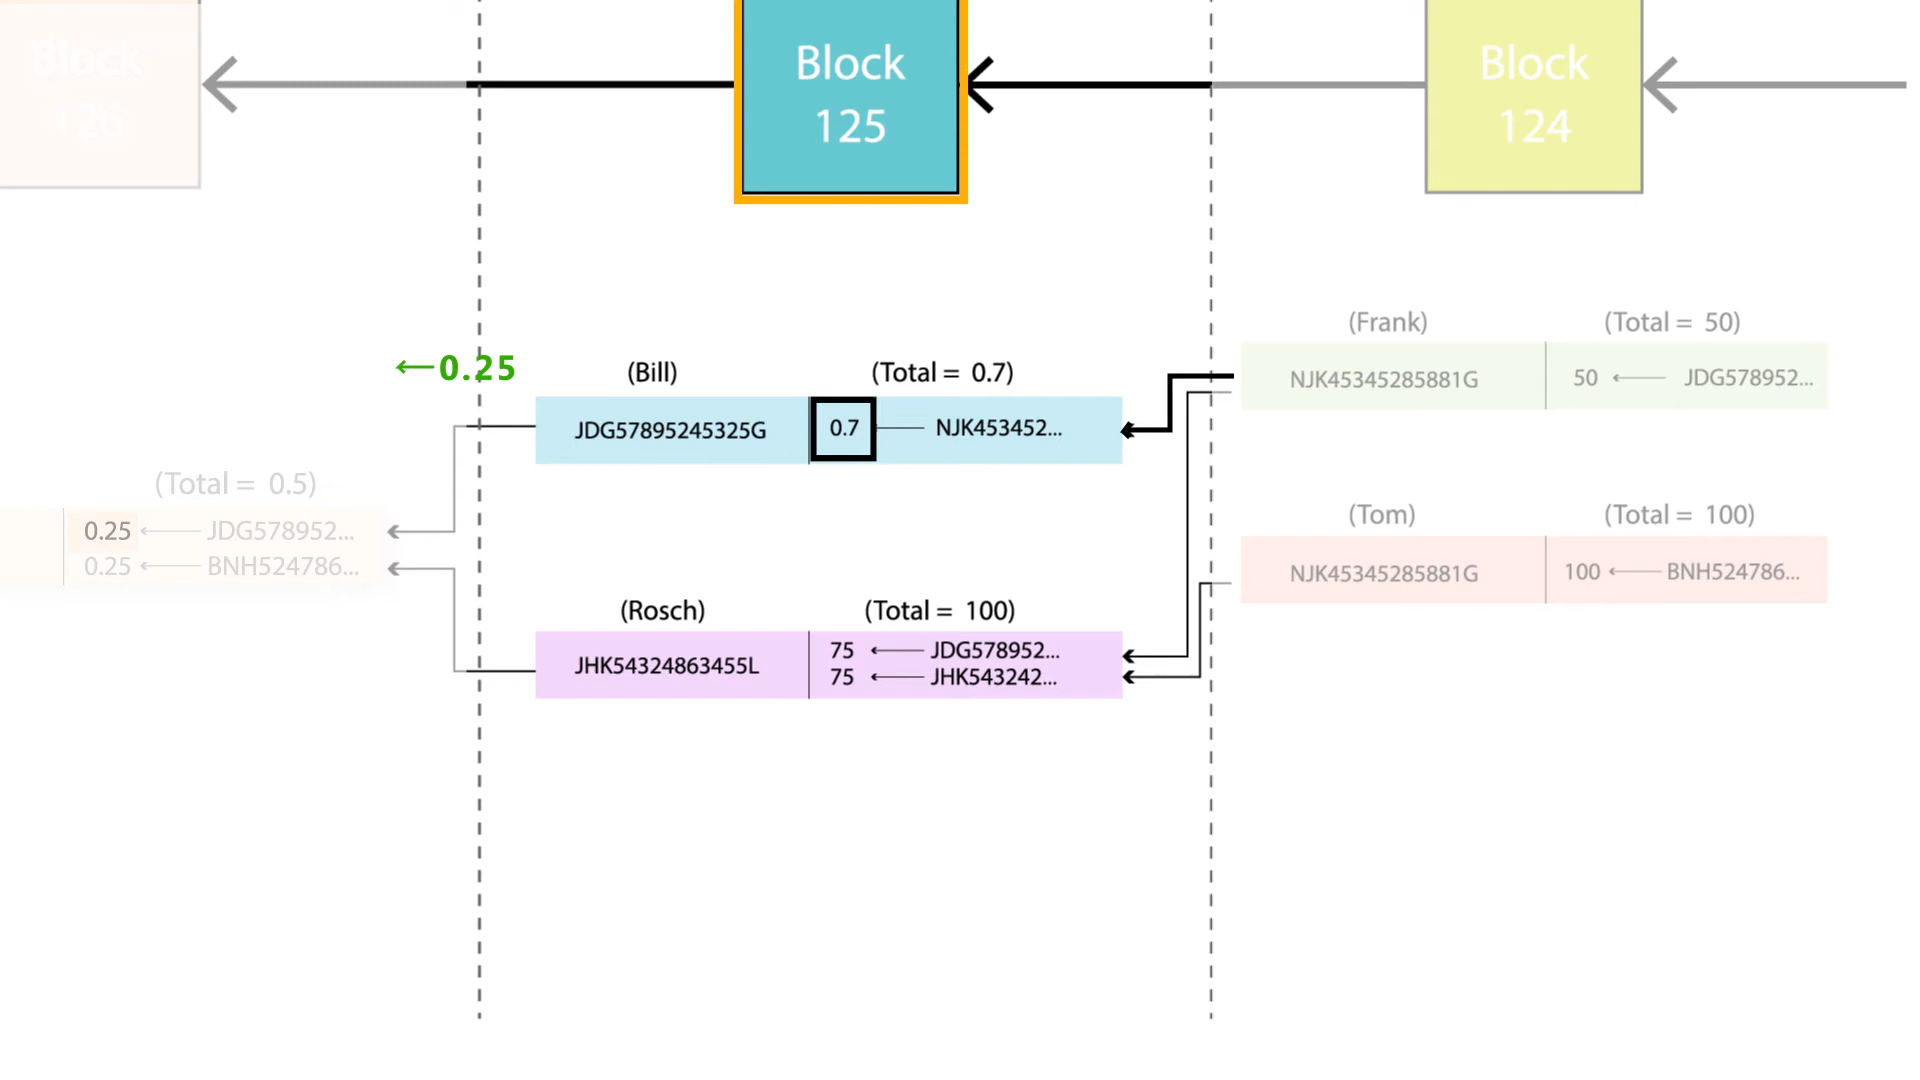 Block
126
Block
125
Block
124
(Frank) (Total = 50)
NJK45345285881G 50 ← JDG578952...
←0.25
(Bill) (Total = 0.7)
JDG57895245325G 0.7 NJK453452...
(Total = 0.5)
0.25 ← JDG578952...
0.25 ← BNH524786...
(Tom) (Total = 100)
NJK45345285881G 100 ← BNH524786...
(Rosch) (Total = 100)
JHK54324863455L
75 ← JDG578952...
75 ← JHK543242...